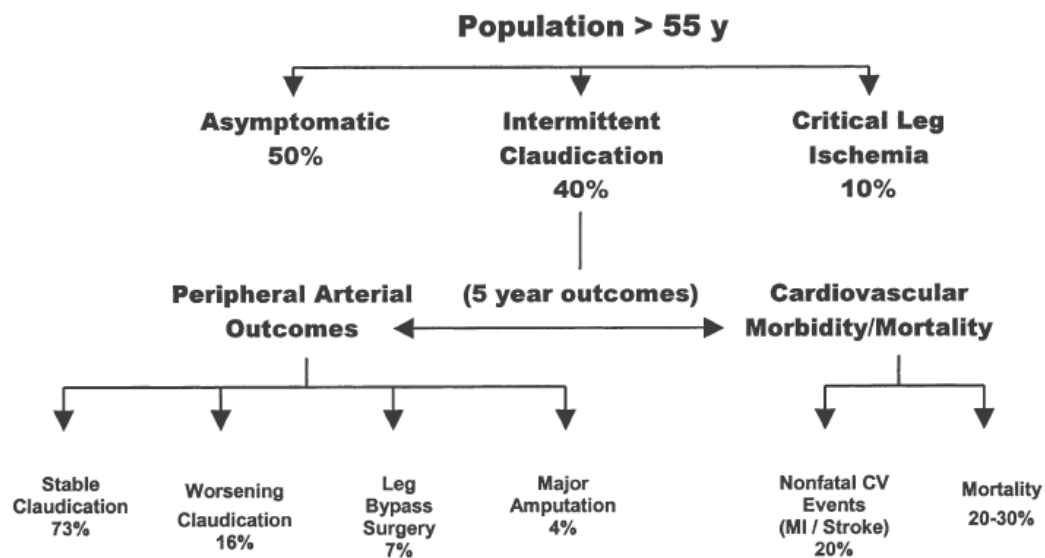 Population > 55 y
Asymptomatic
50%
Intermittent
Claudication
40%
Critical Leg
Ischemia
10%
Peripheral Arterial
Outcomes
(5 year outcomes)
Cardiovascular
Morbidity/Mortality
Stable
Claudication
73%
Worsening
Claudication
16%
Leg
Bypass
Surgery
7%
Major
Amputation
4%
Nonfatal CV
Events
(MI / Stroke)
20%
Mortality
20-30%